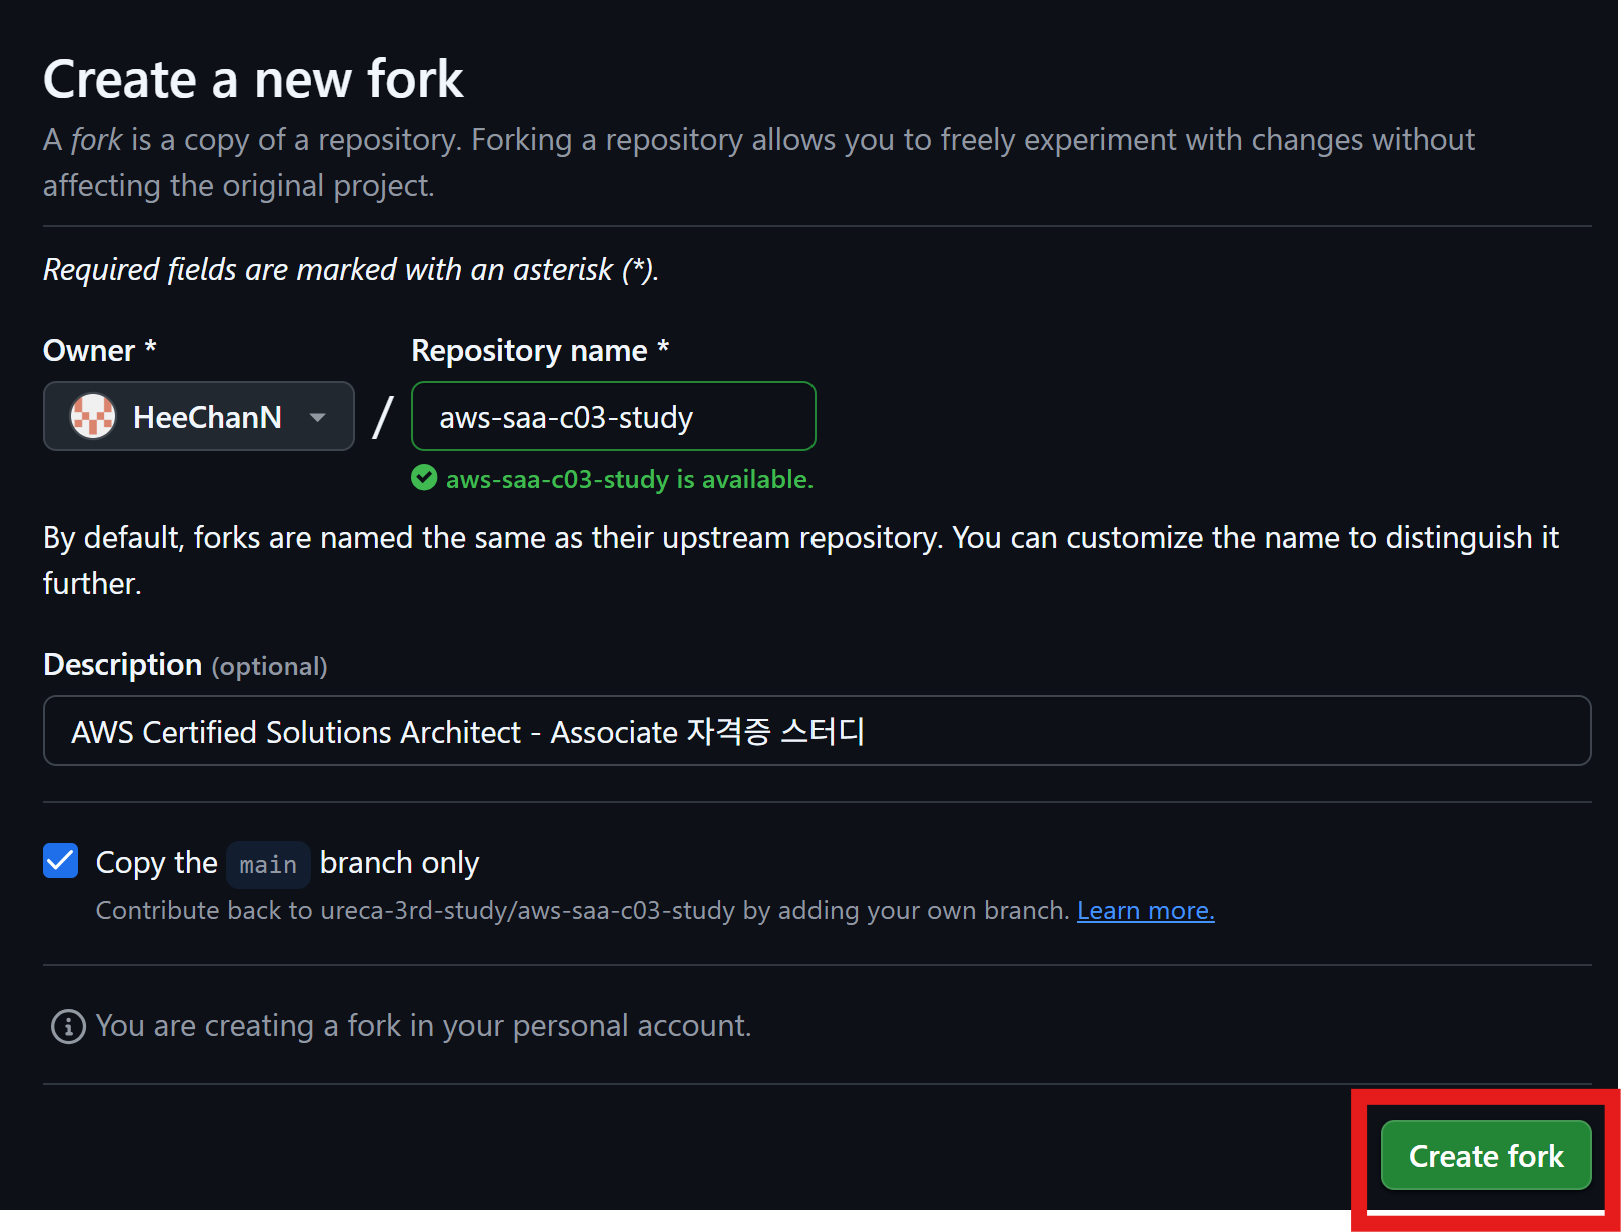 Create a new fork
A fork is a copy of a repository. Forking a repository allows you to freely experiment with changes without
affecting the original project.
Required fields are marked with an asterisk (*).
Owner *
Repository name *
HeeChanN
/
aws-saa-c03-study
aws-saa-c03-study is available.
By default, forks are named the same as their upstream repository. You can customize the name to distinguish it
further.
Description (optional)
AWS Certified Solutions Architect - Associate 자격증 스터디
Copy the main branch only
Contribute back to ureca-3rd-study/aws-saa-c03-study by adding your own branch. Learn more.
You are creating a fork in your personal account.
Create fork